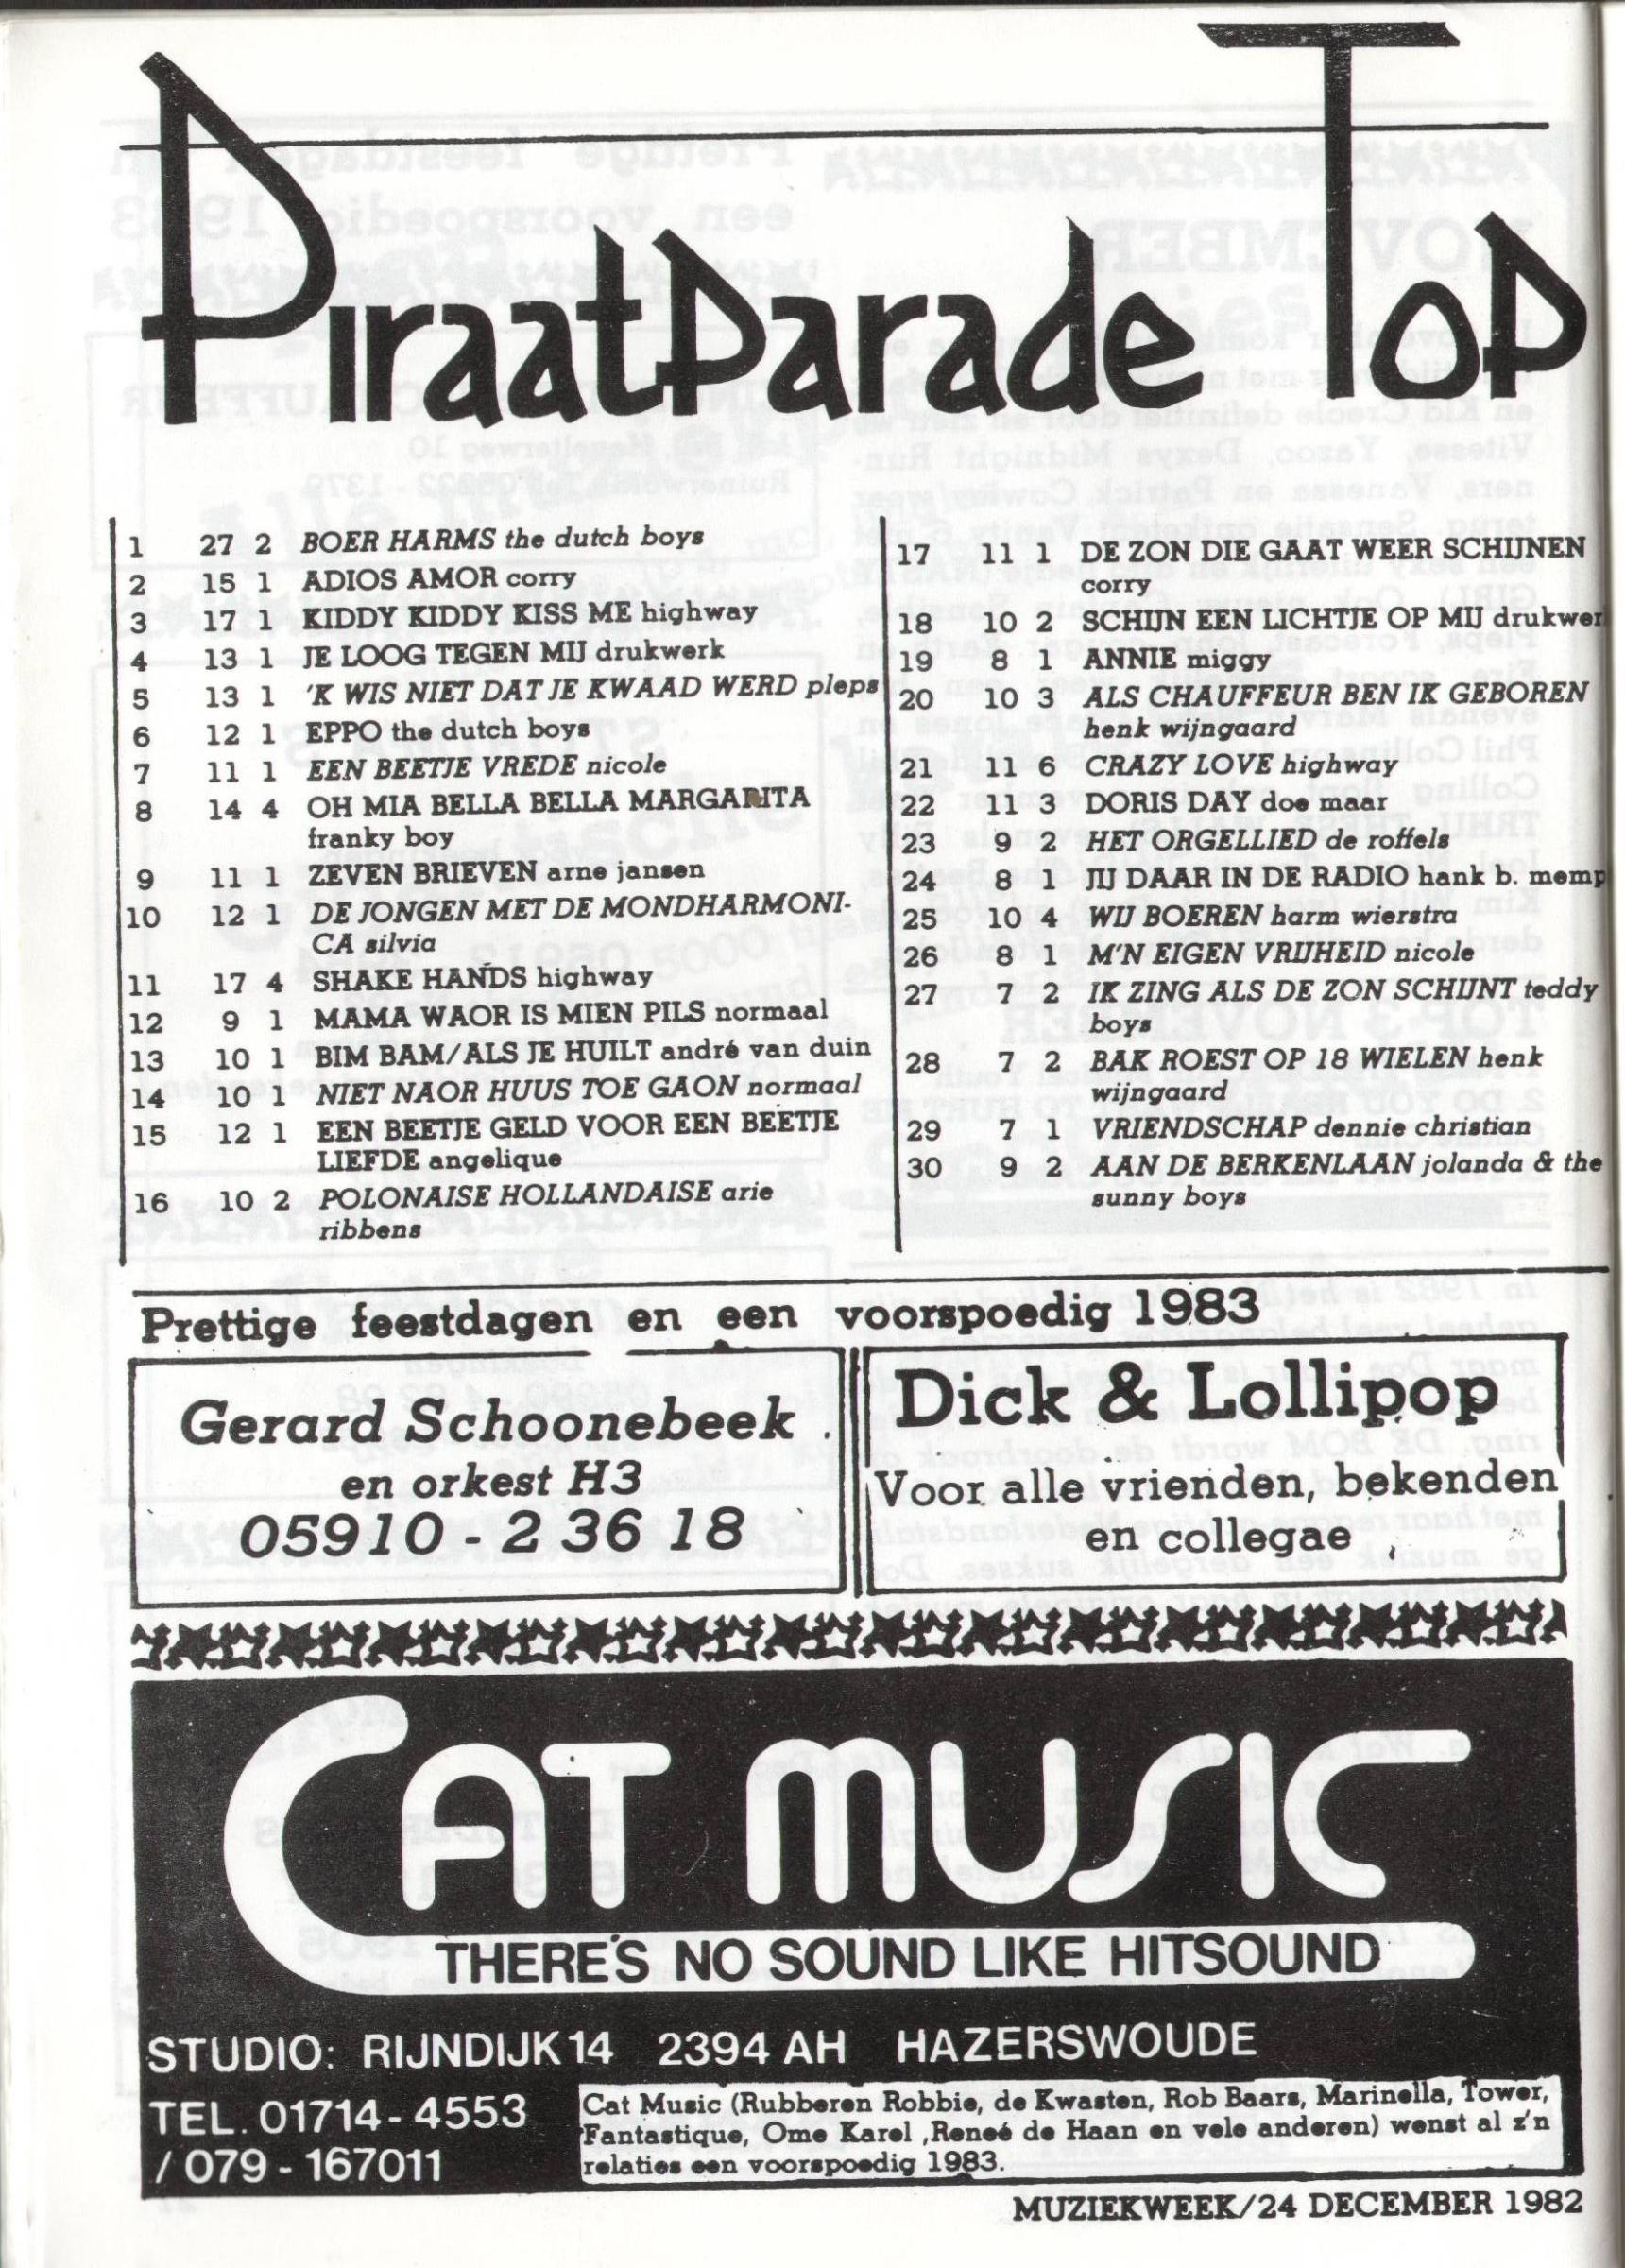 PiraatParade Top
1 27 2 BOER HARMS the dutch boys
2 15 1 ADIOS AMOR corry
3 17 1 KIDDY KIDDY KISS ME highway
4 13 1 JE LOOG TEGEN MIJ drukwerk
5 13 1 'K WIS NIET DAT JE KWAAD WERD pleps
6 12 1 EPPO the dutch boys
7 11 1 EEN BEETJE VREDE nicole
8 14 4 OH MIA BELLA BELLA MARGARITA
franky boy
9 11 1 ZEVEN BRIEVEN arne jansen
10 12 1 DE JONGEN MET DE MONDHARMONI-
CA silvia
11 17 4 SHAKE HANDS highway
12 9 1 MAMA WAOR IS MIEN PILS normaal
13 10 1 BIM BAM/ALS JE HUILT andré van duin
14 10 1 NIET NAOR HUUS TOE GAON normaal
15 12 1 EEN BEETJE GELD VOOR EEN BEETJE
LIEFDE angelique
16 10 2 POLONAISE HOLLANDAISE arie
ribbens
17 11 1 DE ZON DIE GAAT WEER SCHIJNEN
corry
18 10 2 SCHIJN EEN LICHTJE OP MIJ drukwer
19 8 1 ANNIE miggy
20 10 3 ALS CHAUFFEUR BEN IK GEBOREN
henk wijngaard
21 11 6 CRAZY LOVE highway
22 11 3 DORIS DAY doe maar
23 9 2 HET ORGELLIED de roffels
24 8 1 JIJ DAAR IN DE RADIO hank b. memp
25 10 4 WIJ BOEREN harm wierstra
26 8 1 M'N EIGEN VRIJHEID nicole
27 7 2 IK ZING ALS DE ZON SCHIJNT teddy
boys
28 7 2 BAK ROEST OP 18 WIELEN henk
wijngaard
29 7 1 VRIENDSCHAP dennie christian
30 9 2 AAN DE BERKENLAAN jolanda & the
sunny boys
Prettige feestdagen en een voorspoedig 1983
Gerard Schoonebeek
en orkest H3
05910 - 2 36 18
Dick & Lollipop
Voor alle vrienden, bekenden
en collegae
CAT MUSIC
THERE'S NO SOUND LIKE HITSOUND
STUDIO: RIJNDIJK 14 2394 AH HAZERSWOUDE
TEL. 01714 - 4553
/ 079 - 167011
Cat Music (Rubberen Robbie, de Kwasten, Rob Baars, Marinella, Tower,
Fantastique, Ome Karel ,Reneé de Haan en vele anderen) wenst al z'n
relaties een voorspoedig 1983.
MUZIEKWEEK/24 DECEMBER 1982